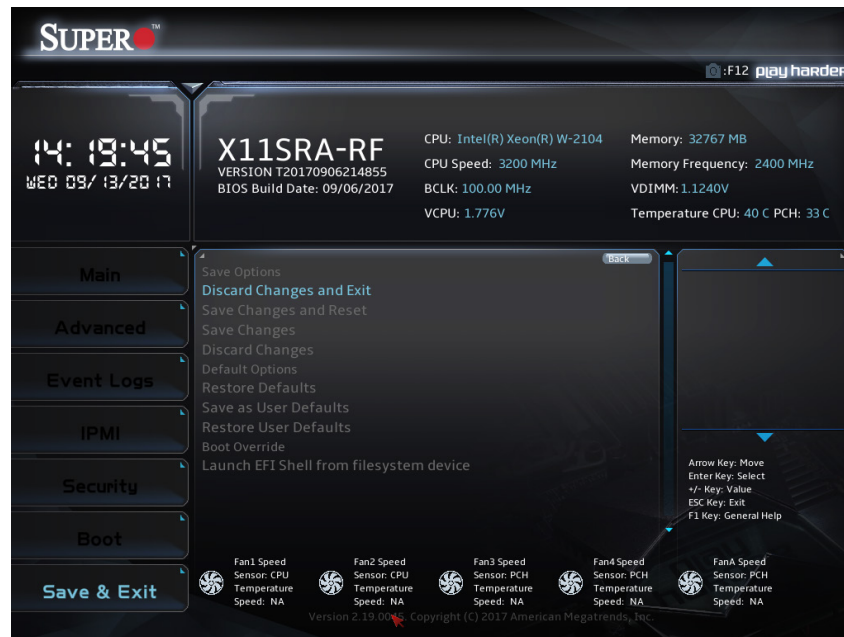 SUPER™
:F12 play harder
14:19:45
WED 09/13/2017
X11SRA-RF
VERSION T20170906214855
BIOS Build Date: 09/06/2017
CPU: Intel(R) Xeon(R) W-2104
CPU Speed: 3200 MHz
BCLK: 100.00 MHz
VCPU: 1.776V
Memory: 32767 MB
Memory Frequency: 2400 MHz
VDIMM: 1.1240V
Temperature CPU: 40 C PCH: 33 C
Main
Advanced
Event Logs
IPMI
Security
Boot
Save & Exit
Back
Save Options
Discard Changes and Exit
Save Changes and Reset
Save Changes
Discard Changes
Default Options
Restore Defaults
Save as User Defaults
Restore User Defaults
Boot Override
Launch EFI Shell from filesystem device
Arrow Key: Move
Enter Key: Select
+/- Key: Value
ESC Key: Exit
F1 Key: General Help
Fan1 Speed
Sensor: CPU
Temperature
Speed: NA
Fan2 Speed
Sensor: CPU
Temperature
Speed: NA
Fan3 Speed
Sensor: PCH
Temperature
Speed: NA
Fan4 Speed
Sensor: PCH
Temperature
Speed: NA
FanA Speed
Sensor: PCH
Temperature
Speed: NA
Version Copyright (C) 2017 American Megatrends, Inc.